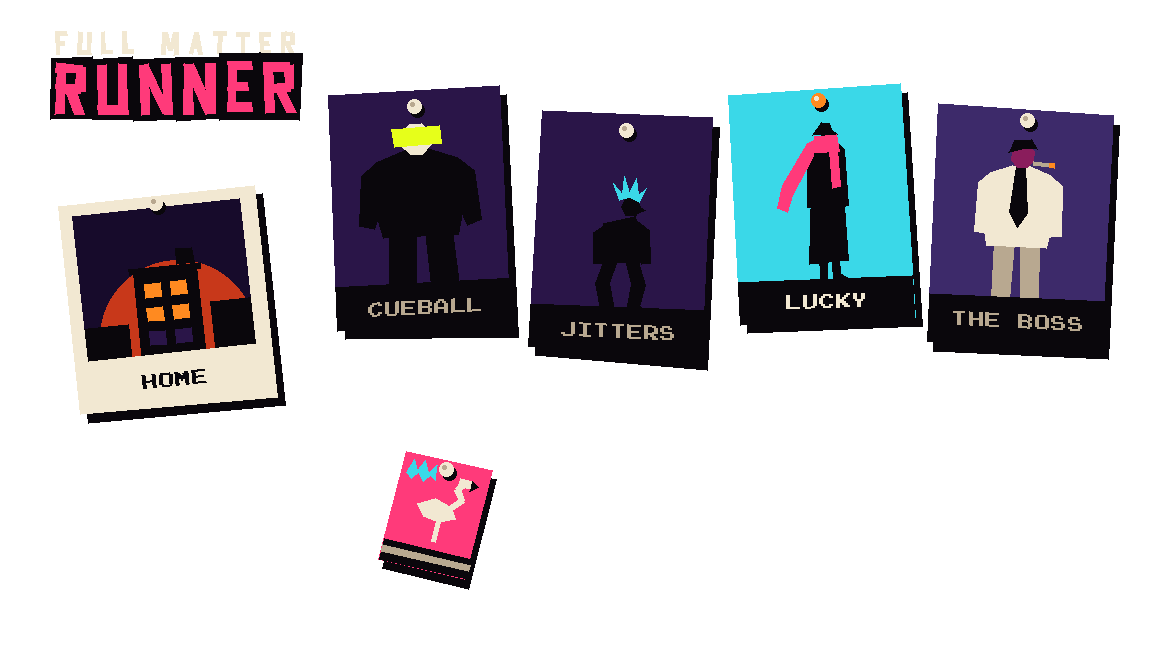 FULL MATTER
RUNNER
CUEBALL
JITTERS
LUCKY
THE BOSS
HOME